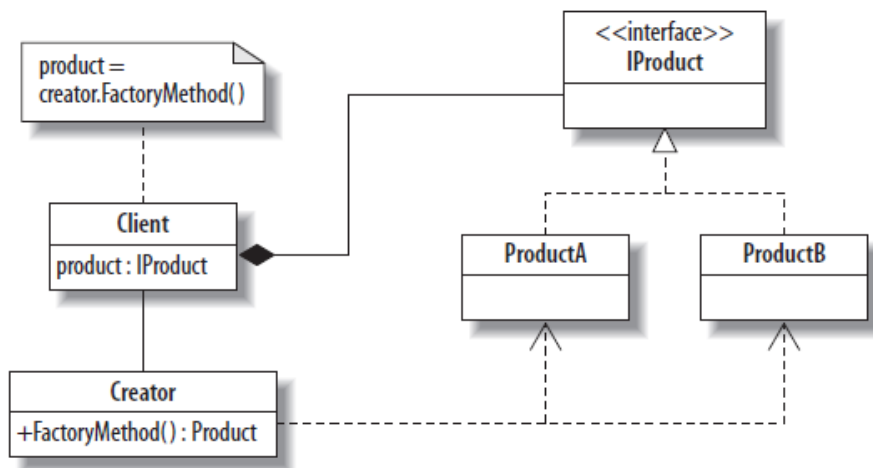 product =
creator.FactoryMethod( )
<<interface>>
IProduct
Client
product : IProduct
ProductA
ProductB
Creator
+FactoryMethod() : Product